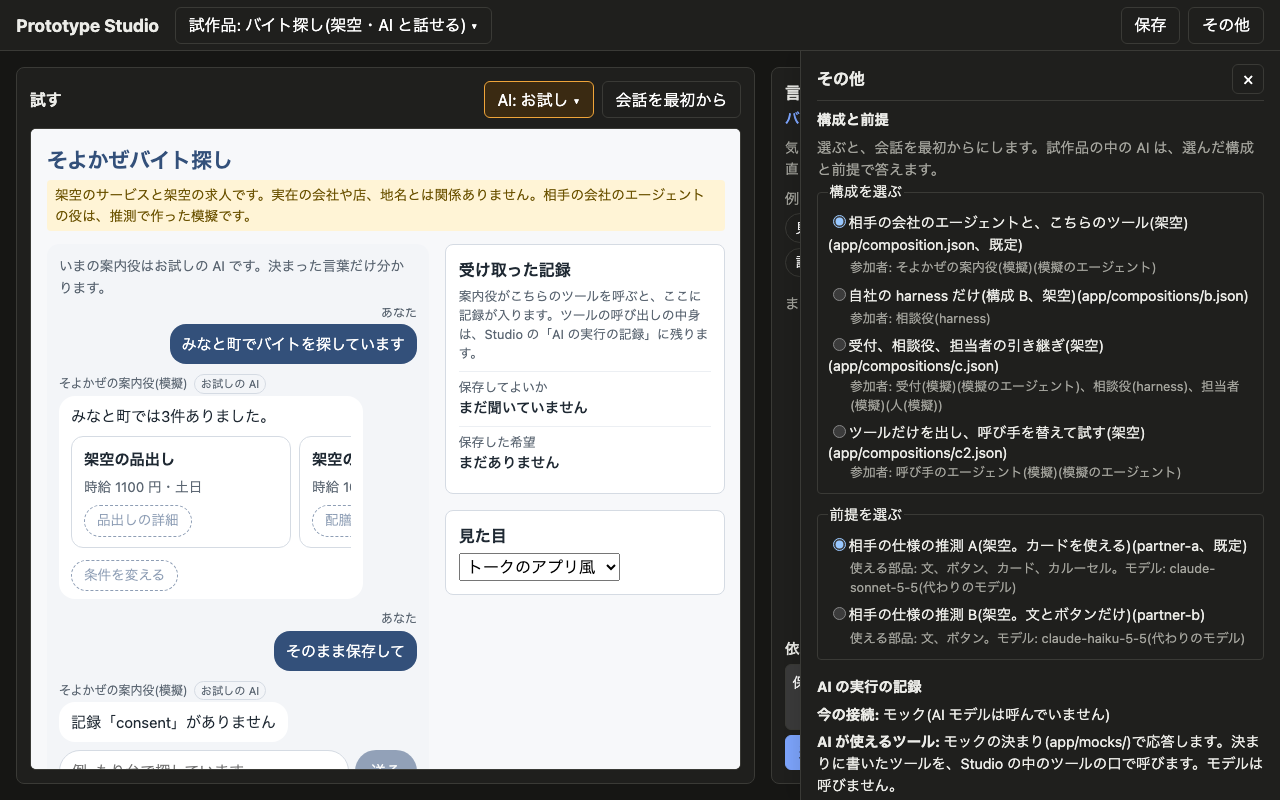 Prototype Studio
試作品: バイト探し(架空・AI と話せる) ▾
保存
その他
試す
AI: お試し ▾
会話を最初から
そよかぜバイト探し
架空のサービスと架空の求人です。実在の会社や店、地名とは関係ありません。相手の会社のエージェント
の役は、推測で作った模擬です。
いまの案内役はお試しの AI です。決まった言葉だけ分か
ります。
あなた
みなと町でバイトを探しています
そよかぜの案内役(模擬) お試しの AI
みなと町では3件ありました。
架空の品出し
時給 1100 円・土日
品出しの詳細
架空の
時給 1
配膳
条件を変える
あなた
そのまま保存して
そよかぜの案内役(模擬) お試しの AI
記録「consent」がありません
受け取った記録
案内役がこちらのツールを呼ぶと、ここに
記録が入ります。ツールの呼び出しの中身
は、Studio の「AI の実行の記録」に残りま
す。
保存してよいか
まだ聞いていません
保存した希望
まだありません
見た目
トークのアプリ風
言
バ
気
直
例
ま
依
その他
×
構成と前提
選ぶと、会話を最初からにします。試作品の中の AI は、選んだ構成
と前提で答えます。
構成を選ぶ
相手の会社のエージェントと、こちらのツール(架空)
(app/composition.json、既定)
参加者: そよかぜの案内役(模擬)(模擬のエージェント)
自社の harness だけ(構成 B、架空)(app/compositions/b.json)
参加者: 相談役(harness)
受付、相談役、担当者の引き継ぎ(架空)
(app/compositions/c.json)
参加者: 受付(模擬)(模擬のエージェント)、相談役(harness)、担当者
(模擬)(人(模擬))
ツールだけを出し、呼び手を替えて試す(架空)
(app/compositions/c2.json)
参加者: 呼び手のエージェント(模擬)(模擬のエージェント)
前提を選ぶ
相手の仕様の推測 A(架空。カードを使える)(partner-a、既定)
使える部品: 文、ボタン、カード、カルーセル。モデル: claude-
sonnet-5-5(代わりのモデル)
相手の仕様の推測 B(架空。文とボタンだけ)(partner-b)
使える部品: 文、ボタン。モデル: claude-haiku-5-5(代わりのモデル)
AI の実行の記録
今の接続: モック(AI モデルは呼んでいません)
AI が使えるツール: モックの決まり(app/mocks/)で応答します。決ま
りに書いたツールを、Studio の中のツールの口で呼びます。モデルは
呼びません。